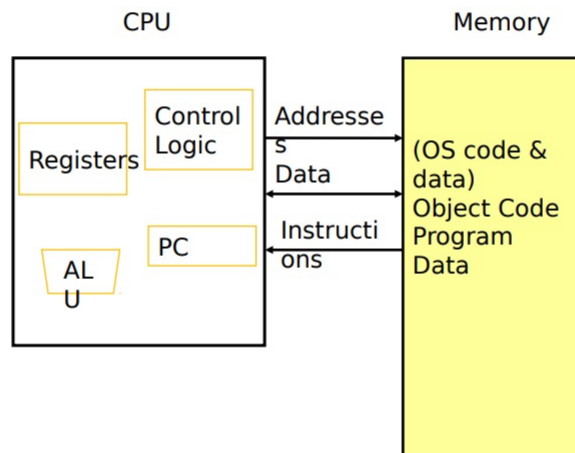 CPU
Memory
Control
Logic
Registers
PC
AL
U
Addresse
s
Data
Instructi
ons
(OS code &
data)
Object Code
Program
Data